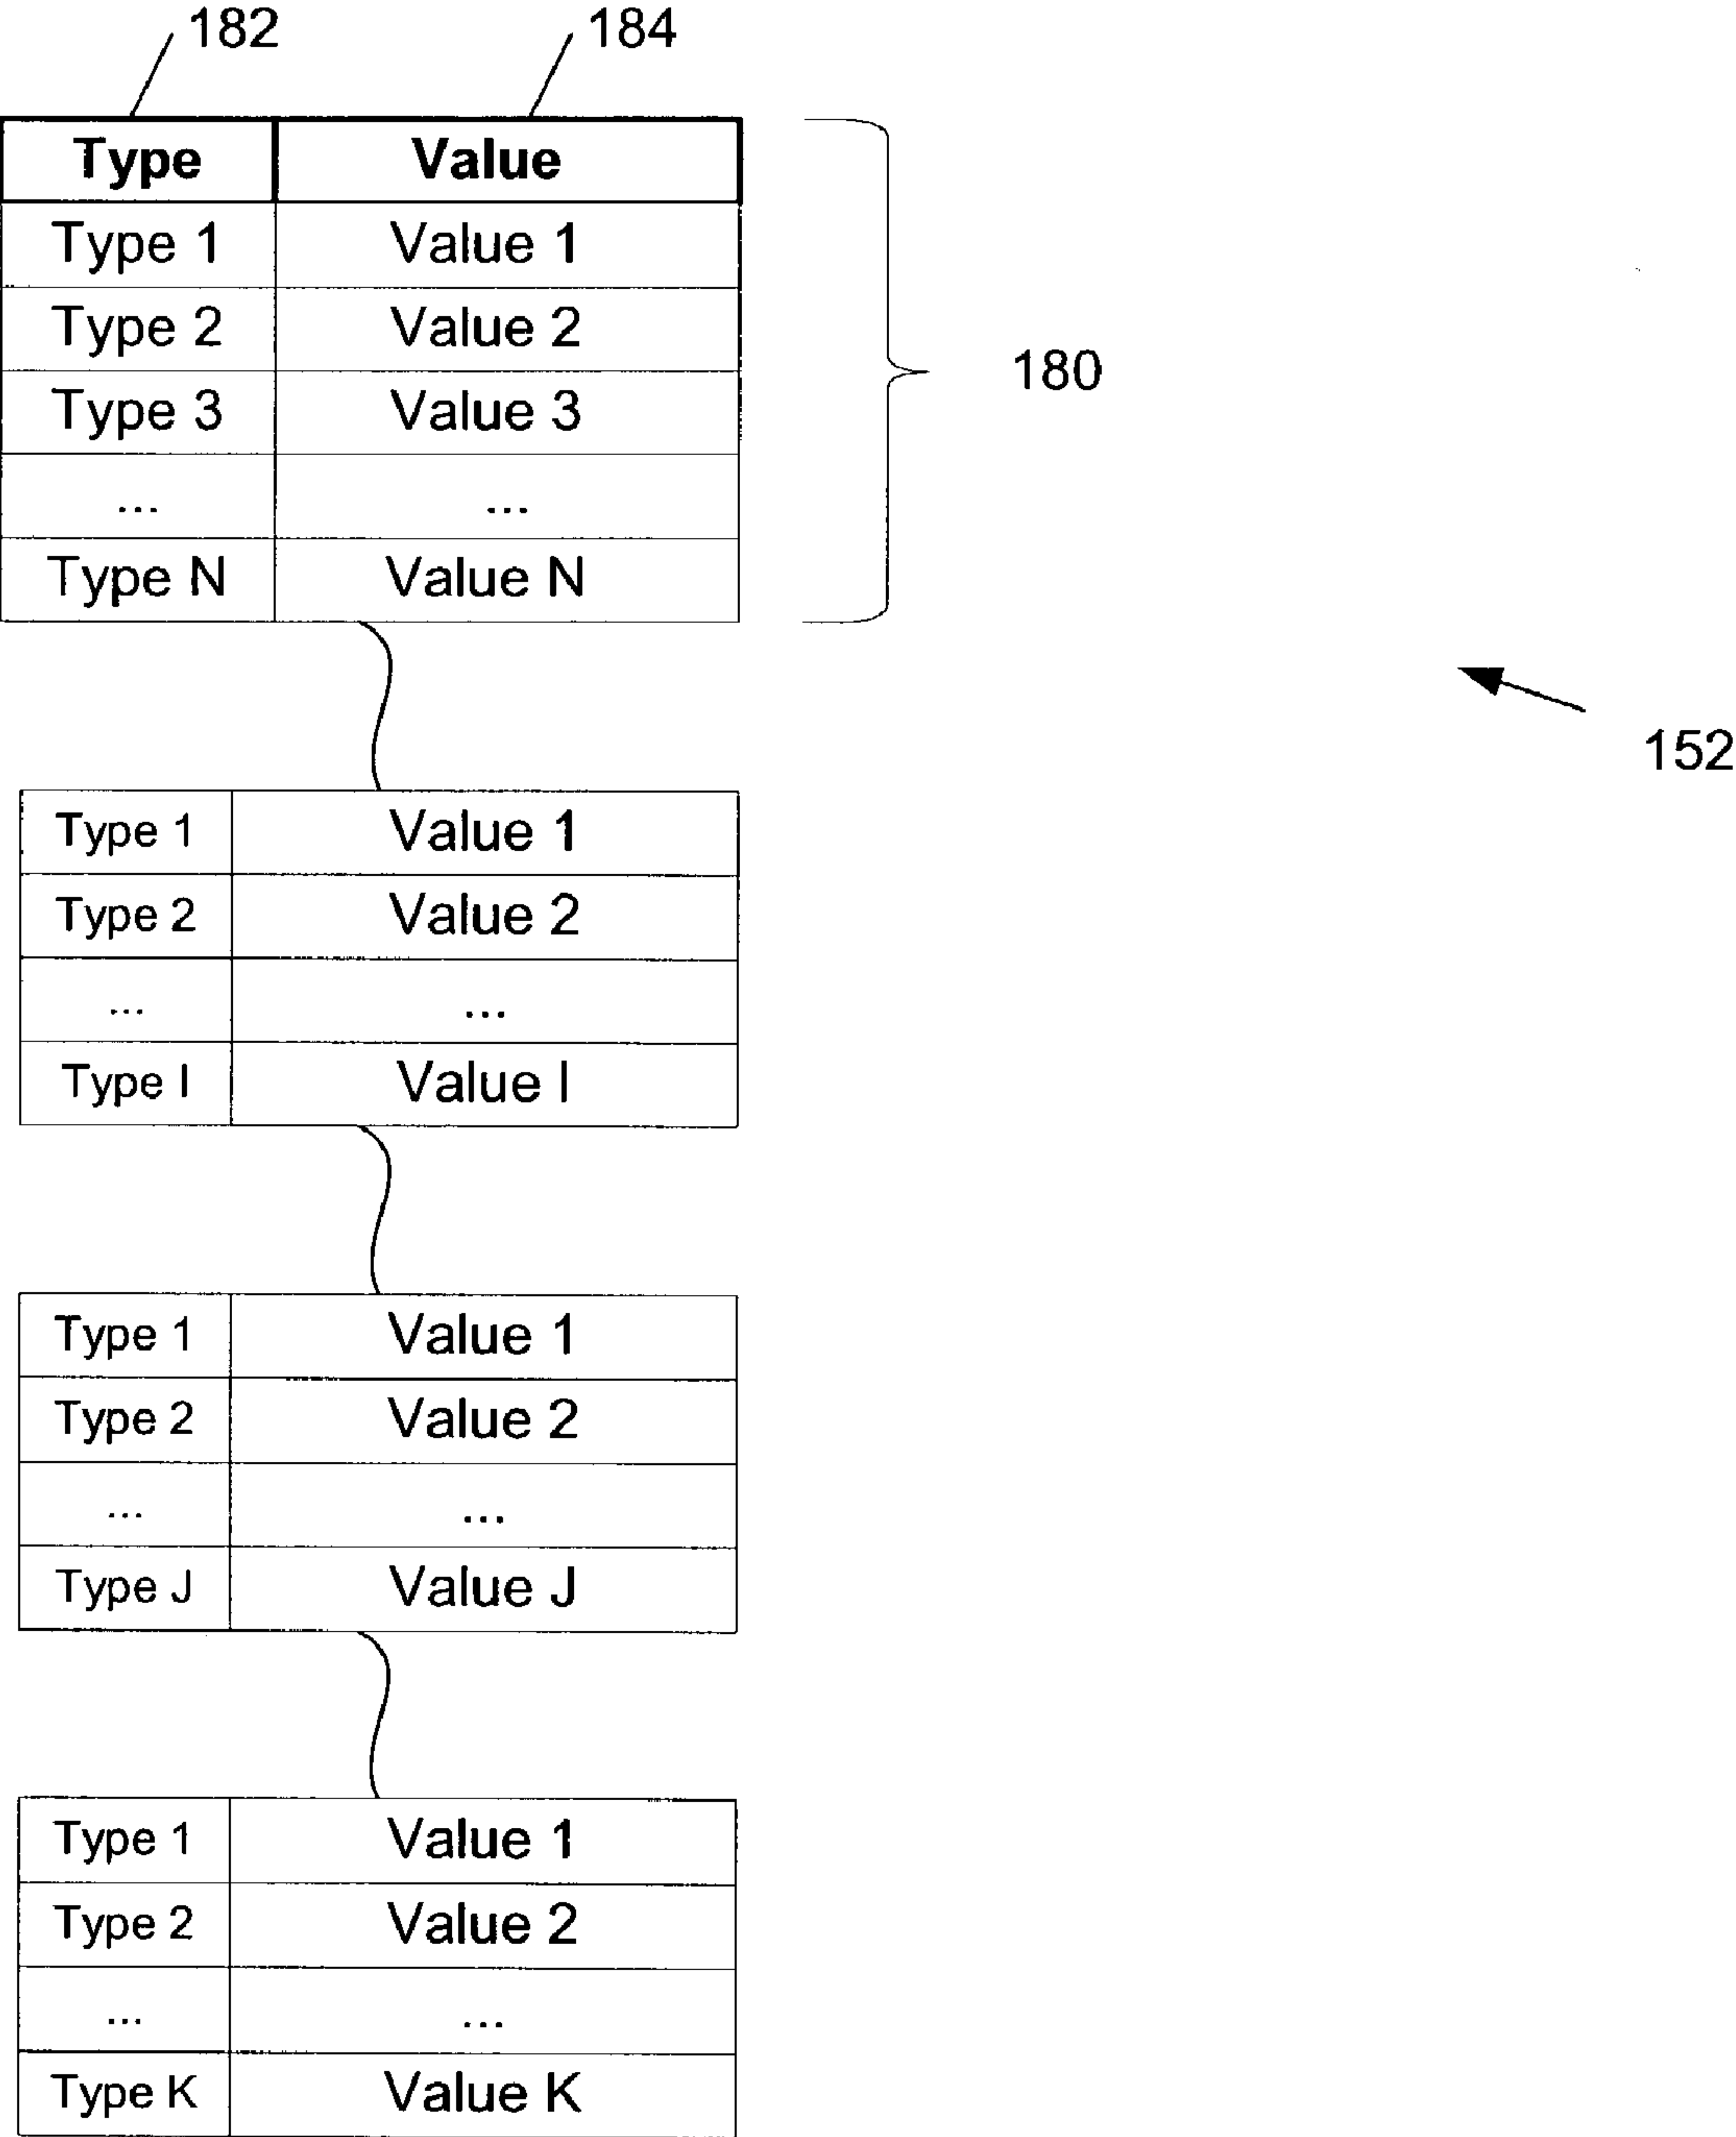 182 184
Type Value
Type 1 Value 1
Type 2 Value 2
Type 3 Value 3
... ...
Type N Value N
180
152
Type 1 Value 1
Type 2 Value 2
... ...
Type I Value I
Type 1 Value 1
Type 2 Value 2
... ...
Type J Value J
Type 1 Value 1
Type 2 Value 2
... ...
Type K Value K